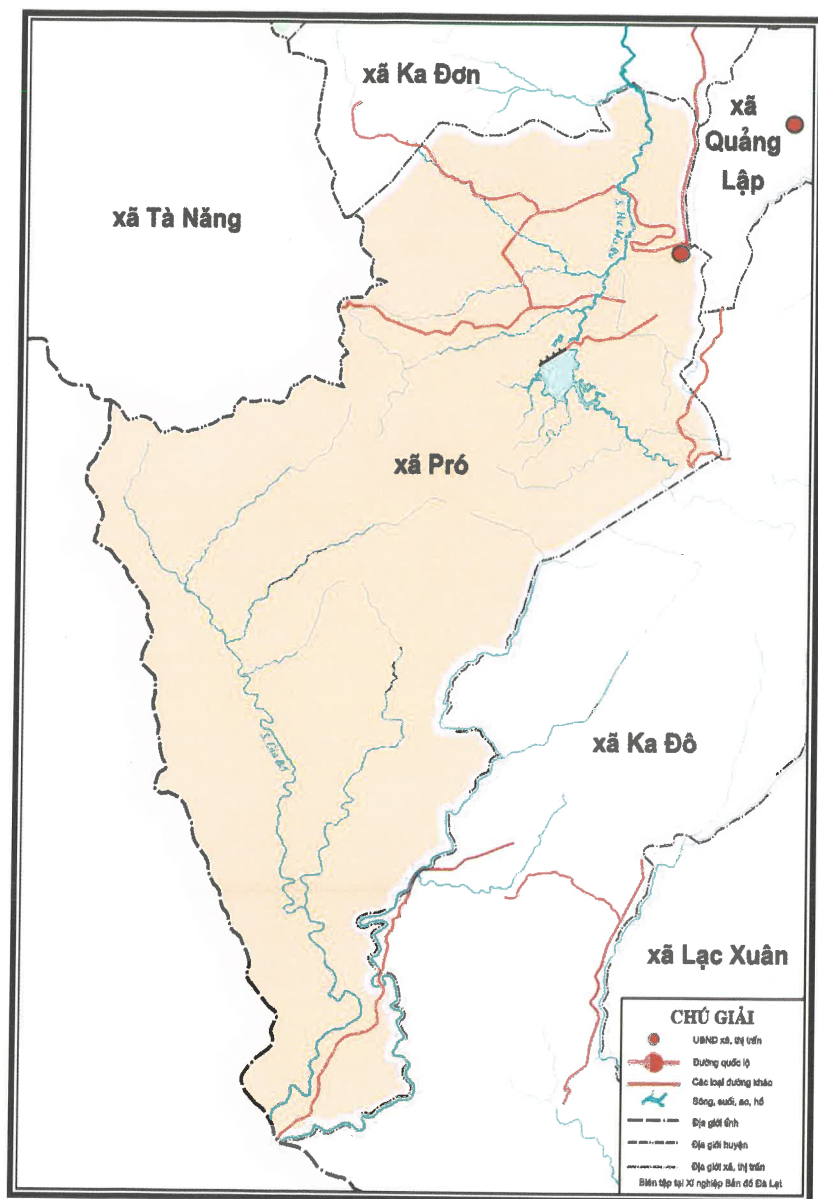 xã Ka Đơn
xã
Quảng
Lập
xã Tà Năng
xã Pró
xã Ka Đô
xã Lạc Xuân
CHÚ GIẢI
UBND xã, thị trấn
Đường quốc lộ
Các loại đường khác
Sông, suối, ao, hồ
Địa giới tỉnh
Địa giới huyện
Địa giới xã, thị trấn
Biên tập tại Xí nghiệp Bản đồ Đà Lạt